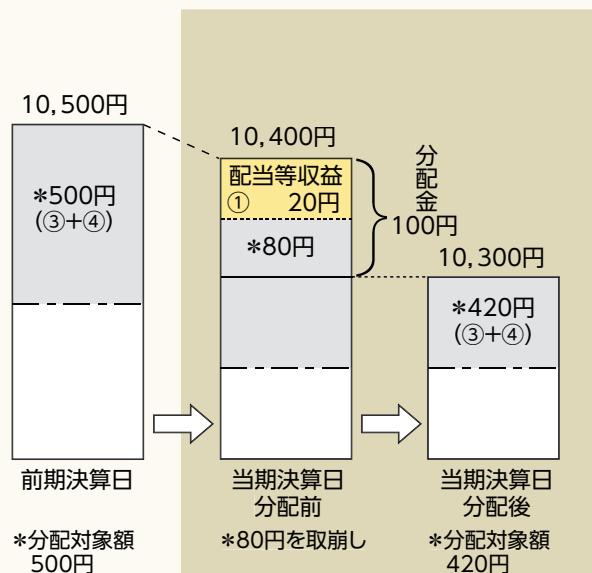 10,500円
*500円
(③+④)
前期決算日
*分配対象額
500円
10,400円
配当等収益
① 20円
*80円
分配金
100円
当期決算日
分配前
*80円を取崩し
10,300円
*420円
(③+④)
当期決算日
分配後
*分配対象額
420円